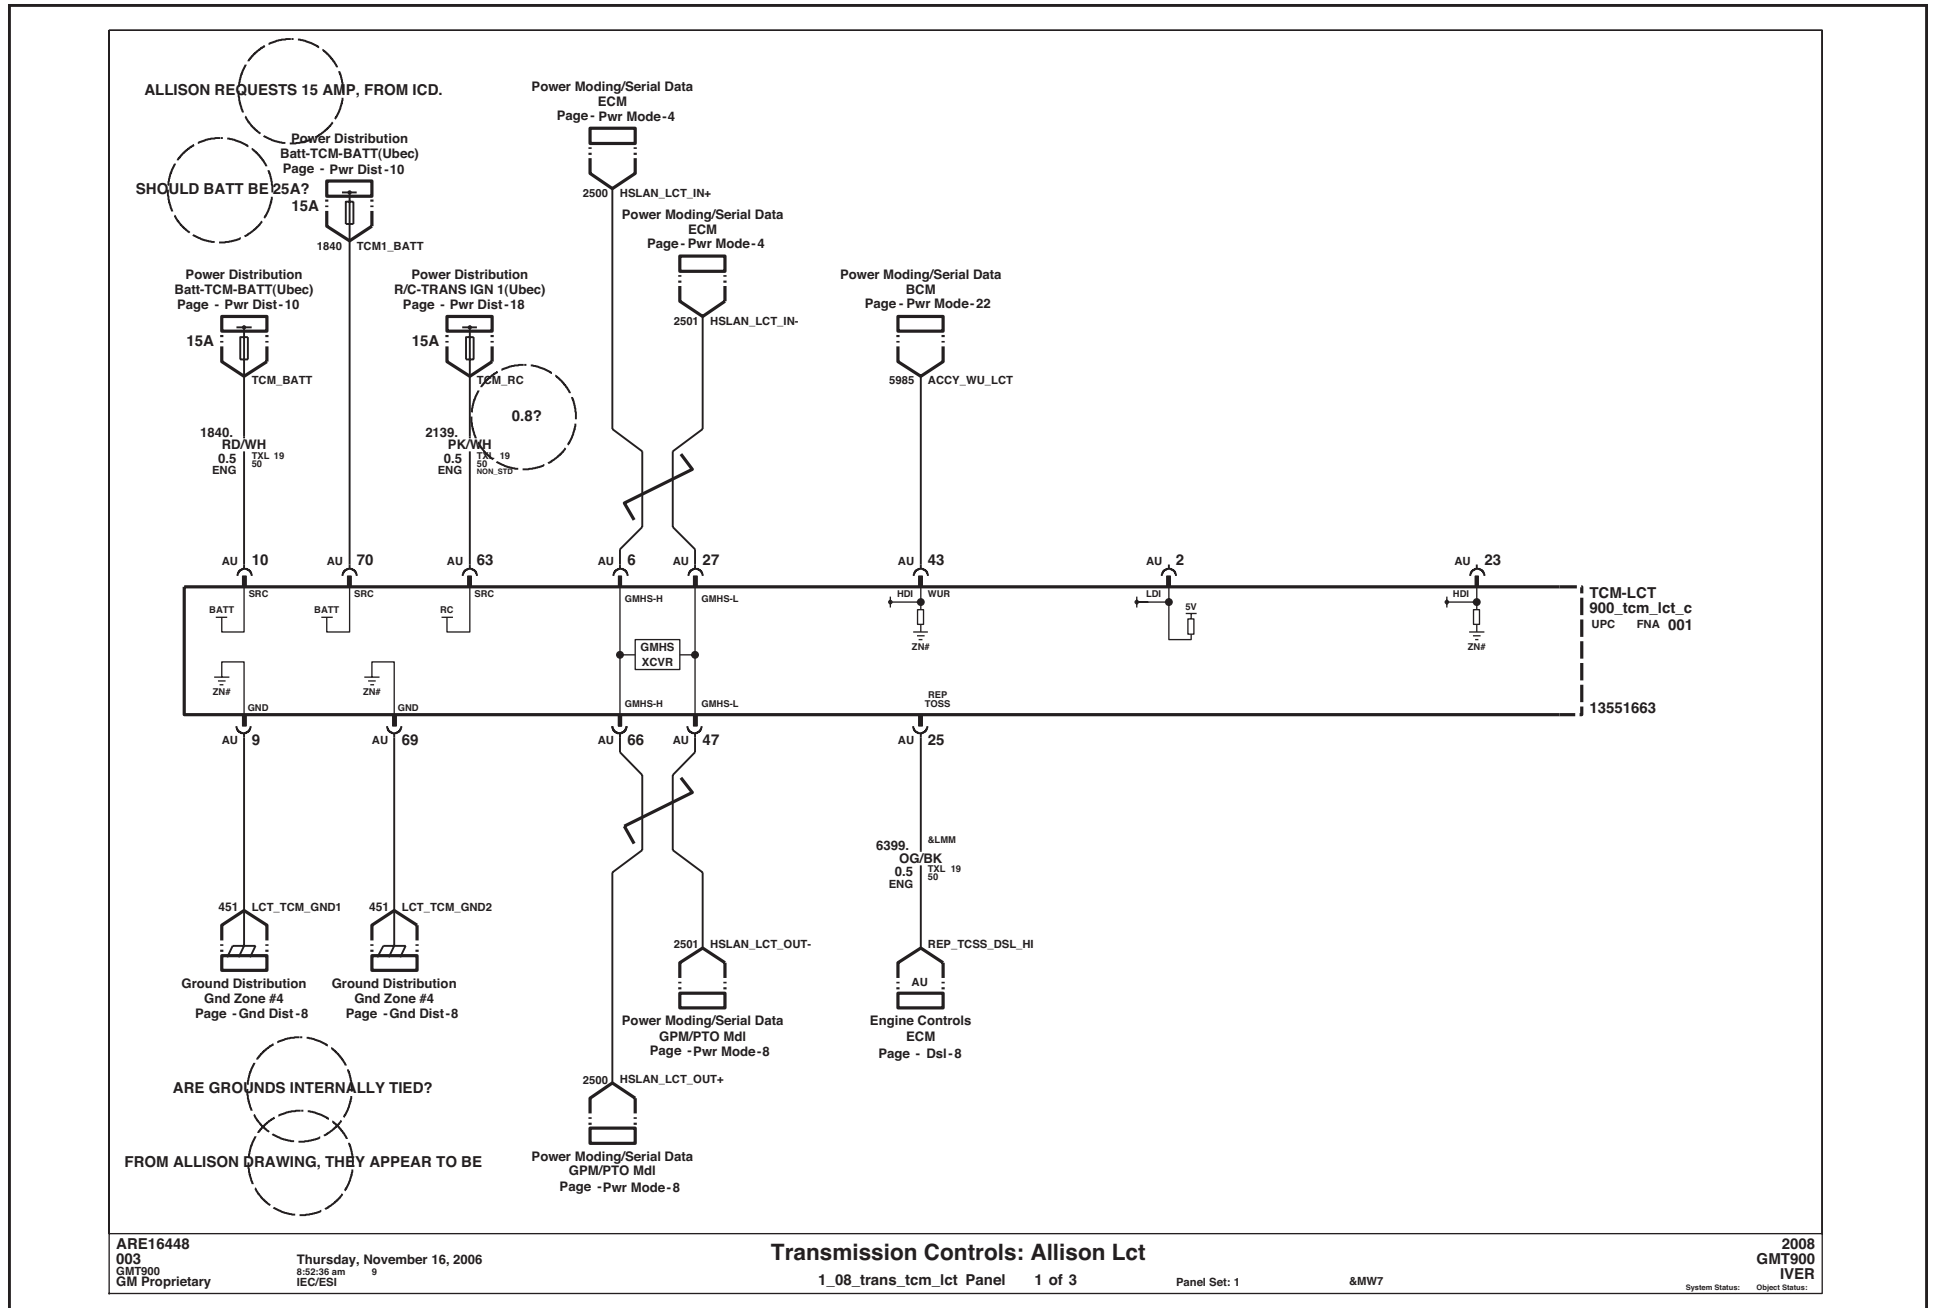 ALLISON REQUESTS 15 AMP, FROM ICD.
Power Distribution
Batt-TCM-BATT(Ubec)
Page - Pwr Dist-10
SHOULD BATT BE 25A?
15A
1840 TCM1_BATT
Power Distribution
Batt-TCM-BATT(Ubec)
Page - Pwr Dist-10
15A
TCM_BATT
1840.
RD/WH
0.5 TXL 19
50
ENG
Power Distribution
R/C-TRANS IGN 1(Ubec)
Page - Pwr Dist-18
15A
TCM_RC
0.8?
2139.
PK/WH
0.5 TXL 19
50
ENG NON_STD
Power Moding/Serial Data
ECM
Page- Pwr Mode-4
2500 HSLAN_LCT_IN+
Power Moding/Serial Data
ECM
Page- Pwr Mode-4
2501 HSLAN_LCT_IN-
Power Moding/Serial Data
BCM
Page- Pwr Mode-22
5985 ACCY_WU_LCT
AU 10
AU 70
AU 63
AU 6
AU 27
AU 43
AU 2
AU 23
SRC
BATT
SRC
BATT
SRC
RC
GMHS-H
GMHS-L
HDI WUR
ZN#
LDI
5V
HDI
ZN#
TCM-LCT
900_tcm_lct_c
UPC FNA 001
GMHS
XCVR
ZN#
GND
ZN#
GND
GMHS-H
GMHS-L
REP
TOSS
13551663
AU 9
AU 69
AU 66
AU 47
AU 25
6399. &LMM
OG/BK
0.5 TXL 19
50
ENG
451 LCT_TCM_GND1
Ground Distribution
Gnd Zone #4
Page -Gnd Dist-8
451 LCT_TCM_GND2
Ground Distribution
Gnd Zone #4
Page -Gnd Dist-8
2501 HSLAN_LCT_OUT-
Power Moding/Serial Data
GPM/PTO Mdl
Page -Pwr Mode-8
REP_TCSS_DSL_HI
AU
Engine Controls
ECM
Page - Dsl-8
2500 HSLAN_LCT_OUT+
Power Moding/Serial Data
GPM/PTO Mdl
Page -Pwr Mode-8
ARE GROUNDS INTERNALLY TIED?
FROM ALLISON DRAWING, THEY APPEAR TO BE
ARE16448
003
GMT900
GM Proprietary
Thursday, November 16, 2006
8:52:36 am 9
IEC/ESI
Transmission Controls: Allison Lct
1_08_trans_tcm_lct Panel 1 of 3
Panel Set: 1
&MW7
2008
GMT900
IVER
System Status: Object Status: